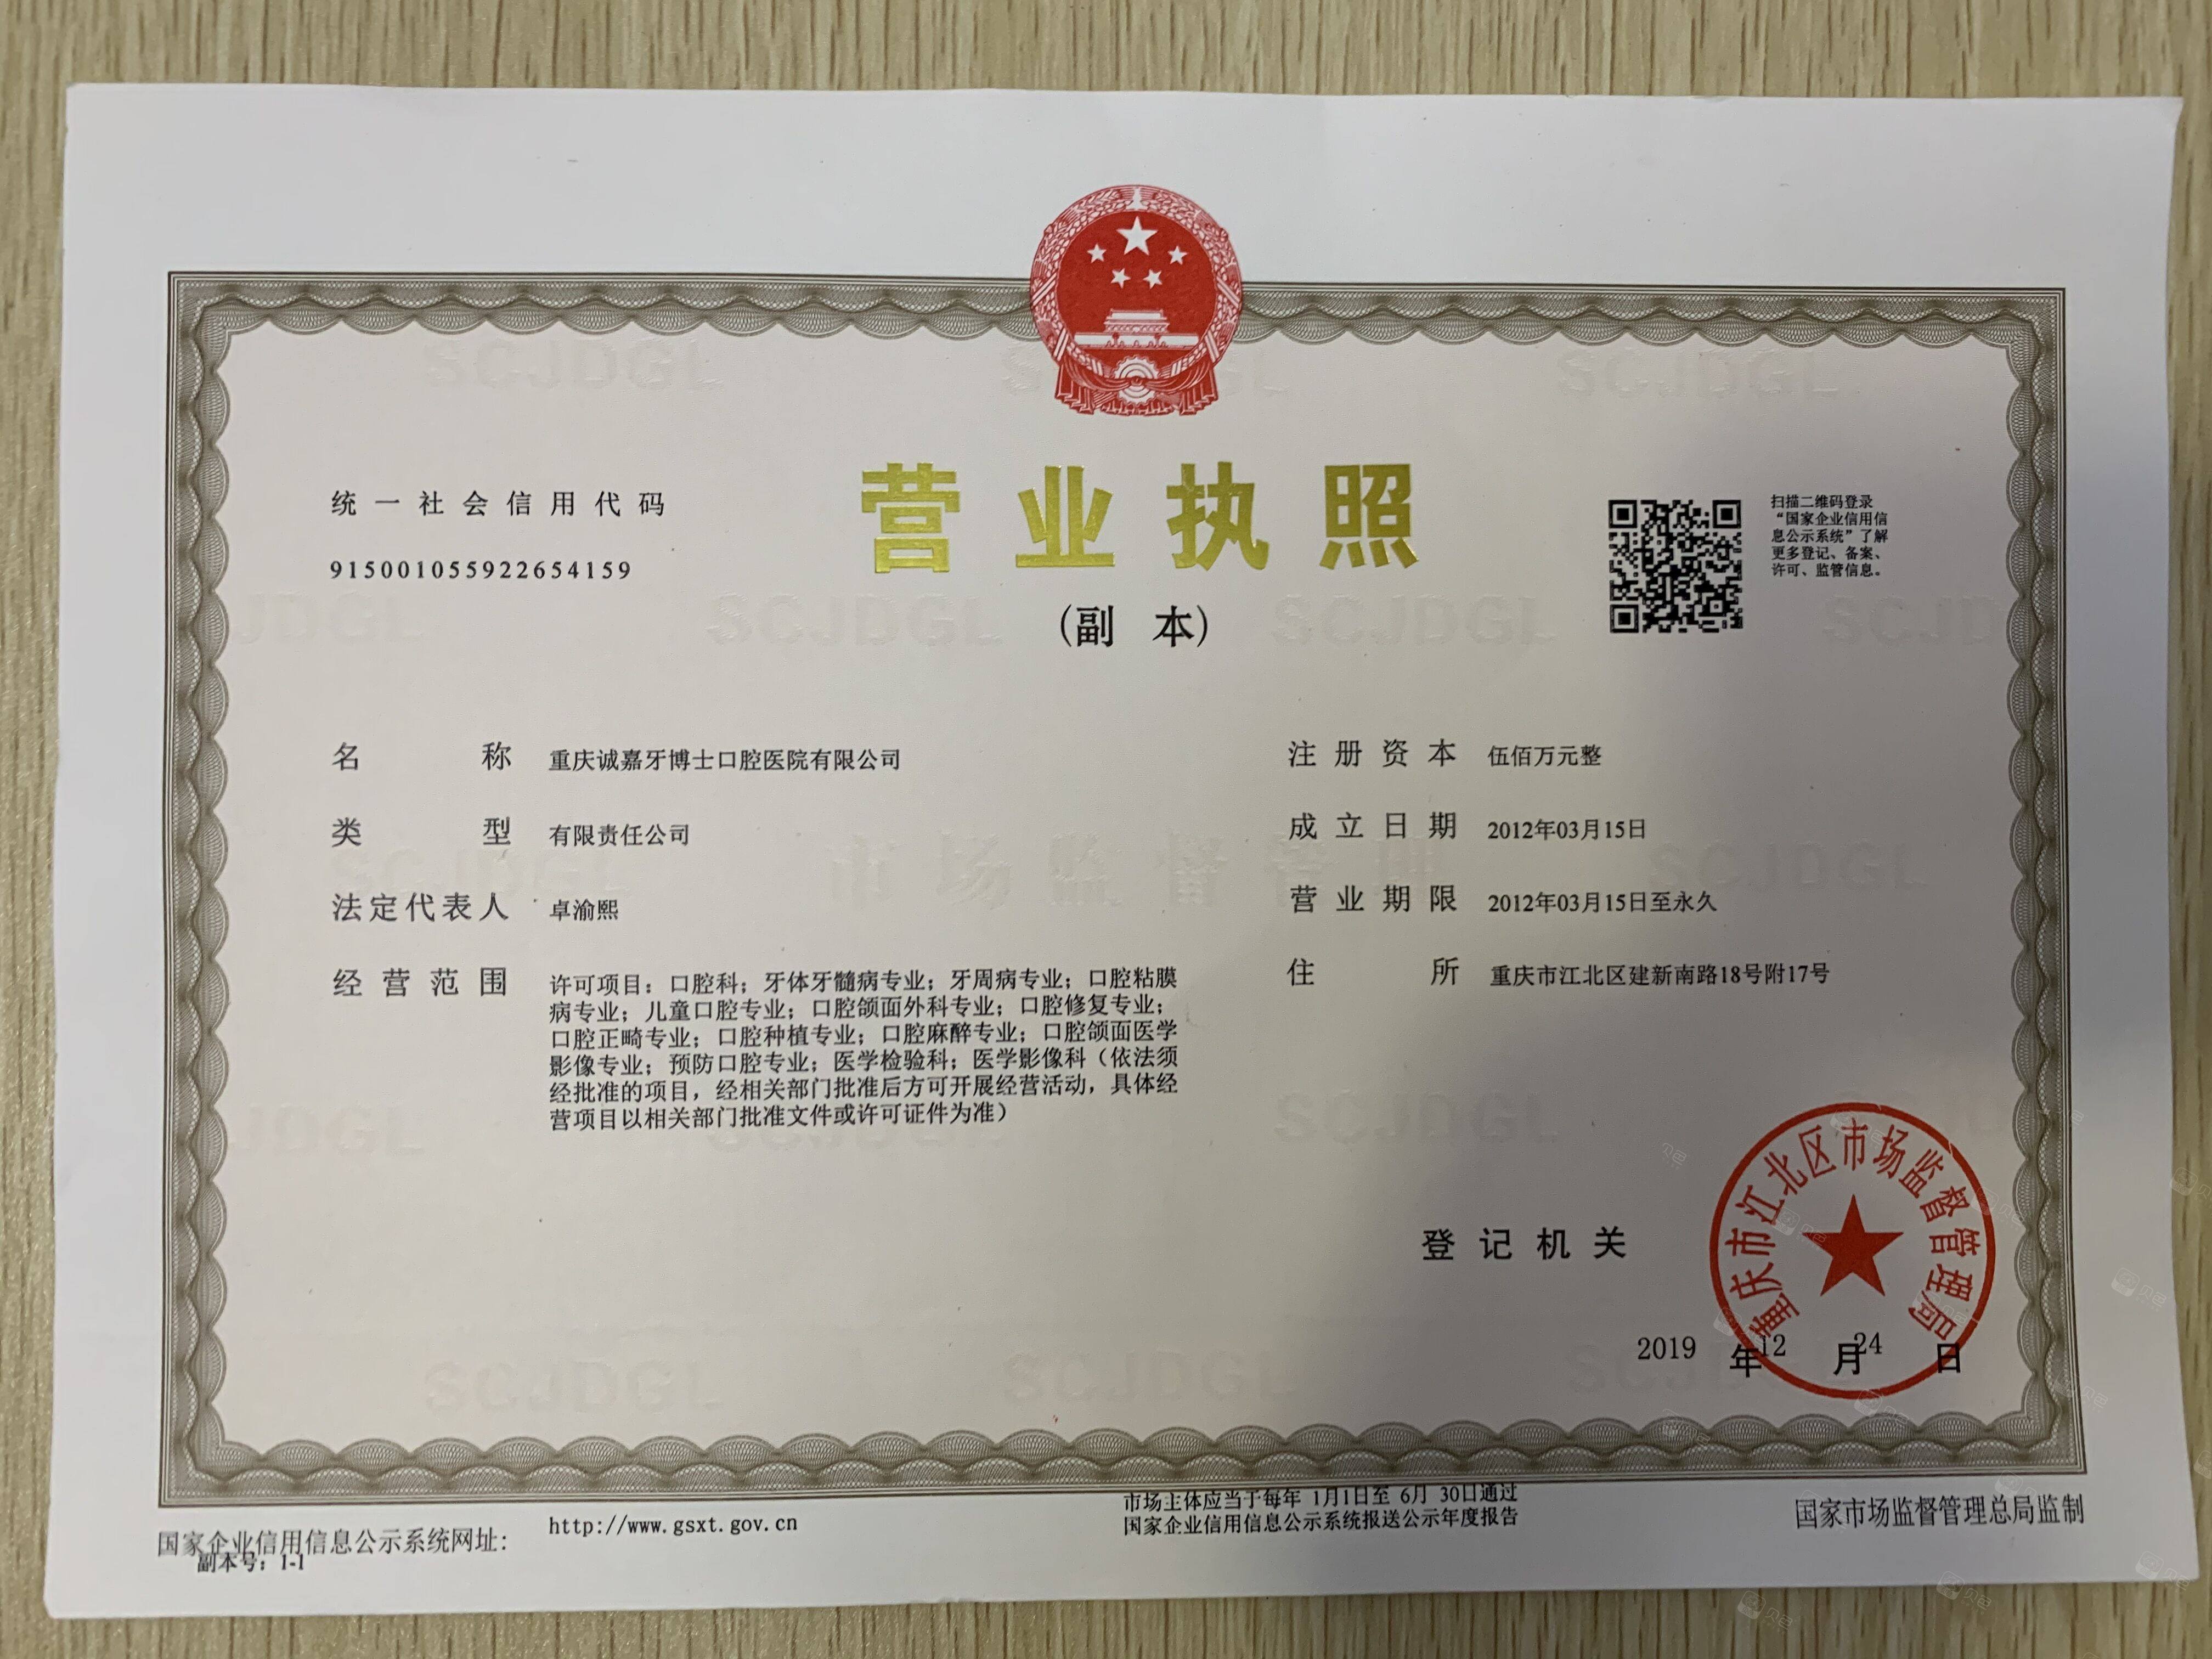 统一社会信用代码
915001055922654159
营业执照
(副 本)
扫描二维码登录
“国家企业信用信
息公示系统”了解
更多登记、备案、
许可、监管信息。
名 称 重庆诚嘉牙博士口腔医院有限公司
类 型 有限责任公司
法定代表人 卓渝熙
经营范围 许可项目：口腔科；牙体牙髓病专业；牙周病专业；口腔粘膜
病专业；儿童口腔专业；口腔颌面外科专业；口腔修复专业；
口腔正畸专业；口腔种植专业；口腔麻醉专业；口腔颌面医学
影像专业；预防口腔专业；医学检验科；医学影像科（依法须
经批准的项目，经相关部门批准后方可开展经营活动，具体经
营项目以相关部门批准文件或许可证件为准）
注册资本 伍佰万元整
成立日期 2012年03月15日
营业期限 2012年03月15日至永久
住 所 重庆市江北区建新南路18号附17号
登记机关
重庆市江北区市场监督管理局
2019 年 12 月 24 日
国家企业信用信息公示系统网址：
http://www.gsxt.gov.cn
副本号：1-1
市场主体应当于每年 1月1日至 6月 30日通过
国家企业信用信息公示系统报送公示年度报告
国家市场监督管理总局监制
SCJDGL
市场监督管理